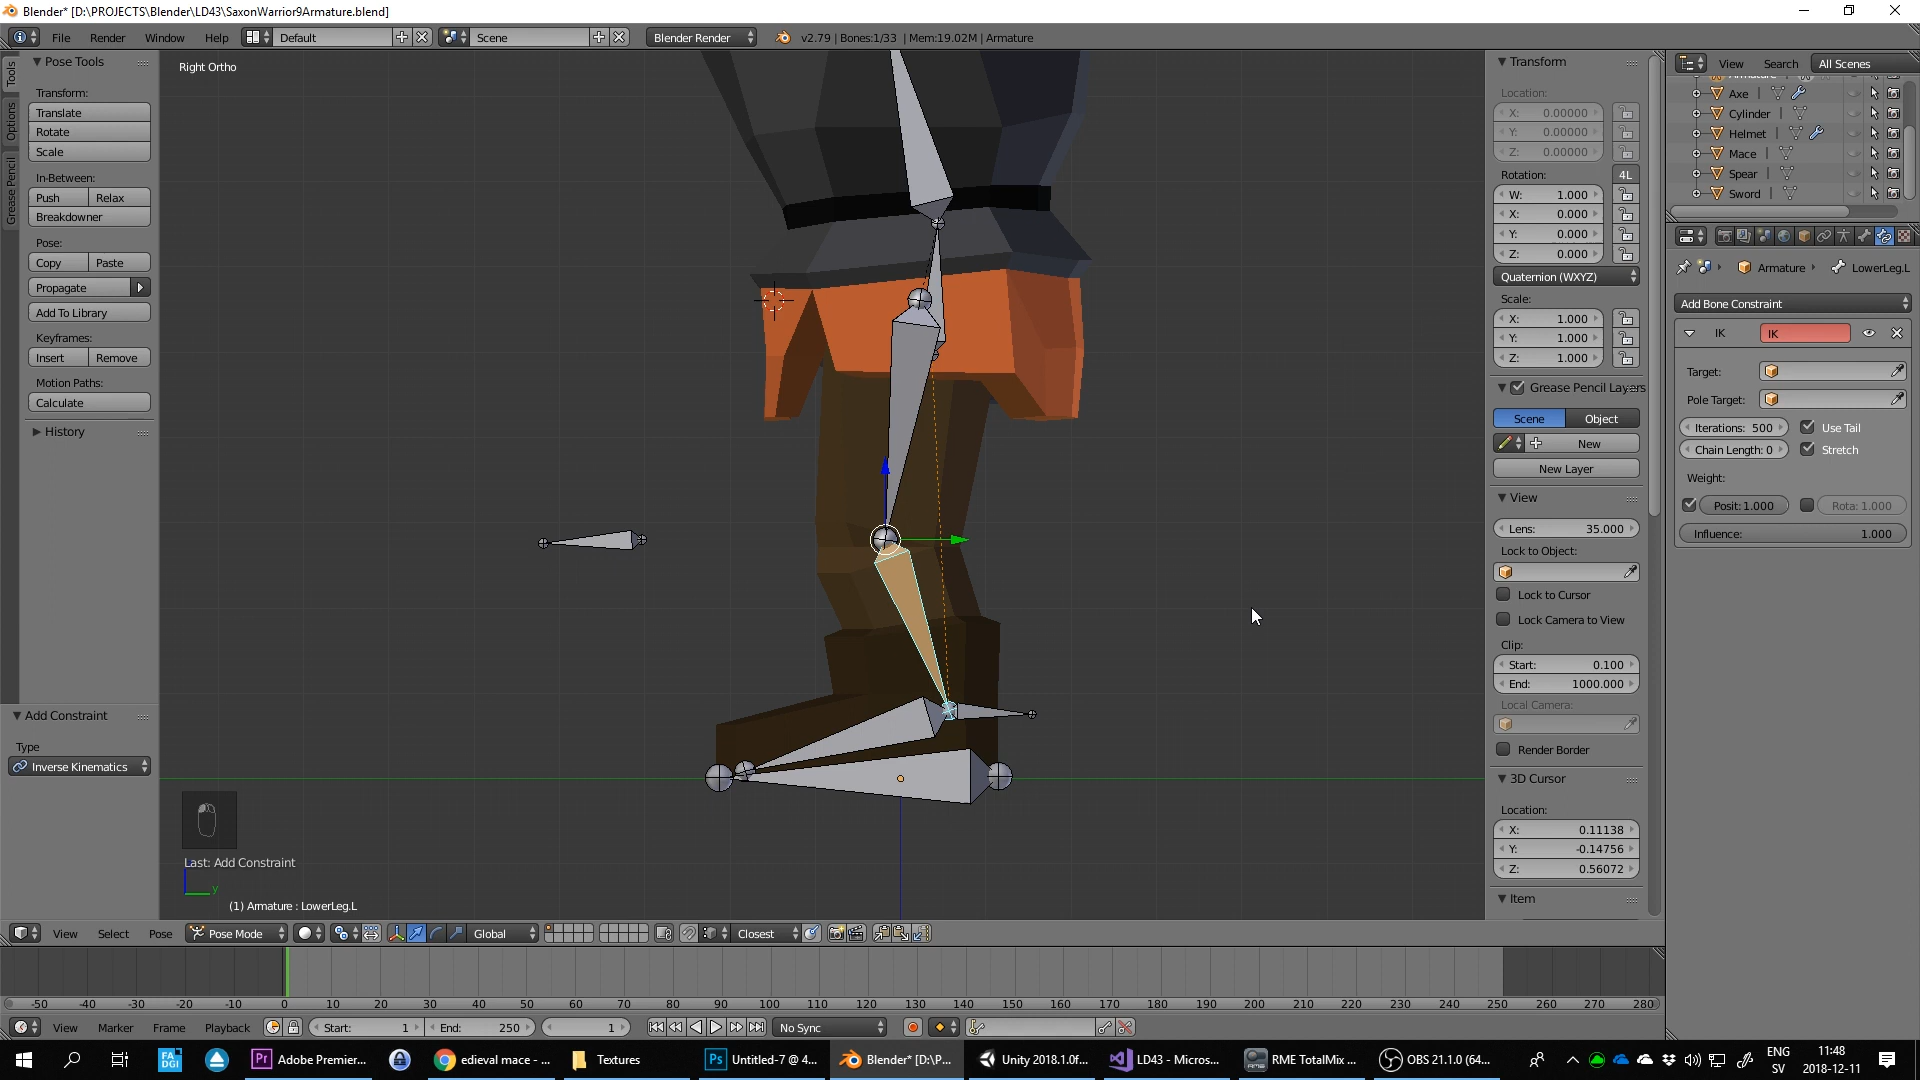 Blender* [D:\PROJECTS\Blender\LD43\SaxonWarrior9Armature.blend]
File Render Window Help Default Scene Blender Render v2.79 | Bones:1/33 | Mem:19.02M | Armature
Tools
Options
Grease Pencil
Pose Tools
Transform:
Translate
Rotate
Scale
In-Between:
Push Relax
Breakdowner
Pose:
Copy Paste
Propagate
Add To Library
Keyframes:
Insert Remove
Motion Paths:
Calculate
History
Add Constraint
Type
Inverse Kinematics
Right Ortho
Last: Add Constraint
y
(1) Armature : LowerLeg.L
Transform
Location:
X: 0.00000
Y: 0.00000
Z: 0.00000
Rotation: 4L
W: 1.000
X: 0.000
Y: 0.000
Z: 0.000
Quaternion (WXYZ)
Scale:
X: 1.000
Y: 1.000
Z: 1.000
Grease Pencil Layers
Scene Object
New
New Layer
View
Lens: 35.000
Lock to Object:
Lock to Cursor
Lock Camera to View
Clip:
Start: 0.100
End: 1000.000
Local Camera:
Render Border
3D Cursor
Location:
X: 0.11138
Y: -0.14756
Z: 0.56072
Item
View Search All Scenes
Axe
Cylinder
Helmet
Mace
Spear
Sword
Armature LowerLeg.L
Add Bone Constraint
IK IK
Target:
Pole Target:
Iterations: 500 Use Tail
Chain Length: 0 Stretch
Weight:
Posit: 1.000 Rota: 1.000
Influence: 1.000
View Select Pose Pose Mode Global Closest
-50 -40 -30 -20 -10 0 10 20 30 40 50 60 70 80 90 100 110 120 130 140 150 160 170 180 190 200 210 220 230 240 250 260 270 280
View Marker Frame Playback Start: 1 End: 250 1 No Sync
FA
DGI
Pr Adobe Premier... edieval mace - ... Textures Ps Untitled-7 @ 4... Blender* [D:\P... Unity 2018.1.0f... LD43 - Micros... RME TotalMix ... OBS 21.1.0 (64...
ENG
SV
11:48
2018-12-11